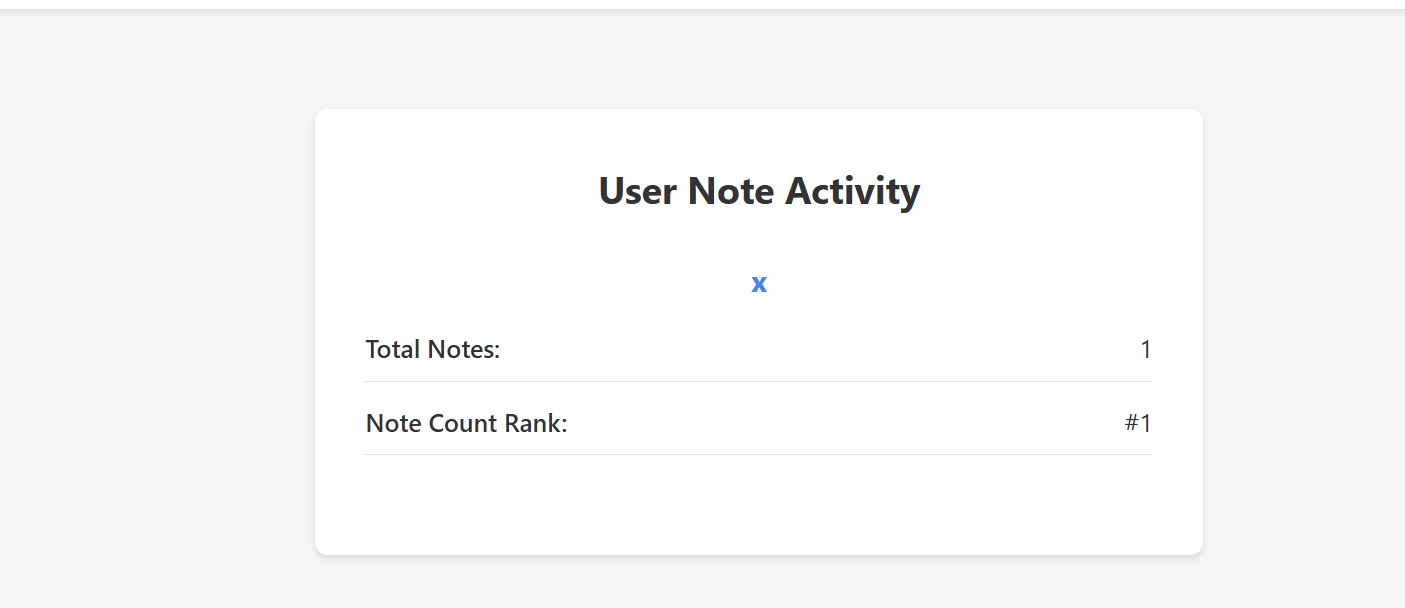 User Note Activity
x
Total Notes: 1
Note Count Rank: #1